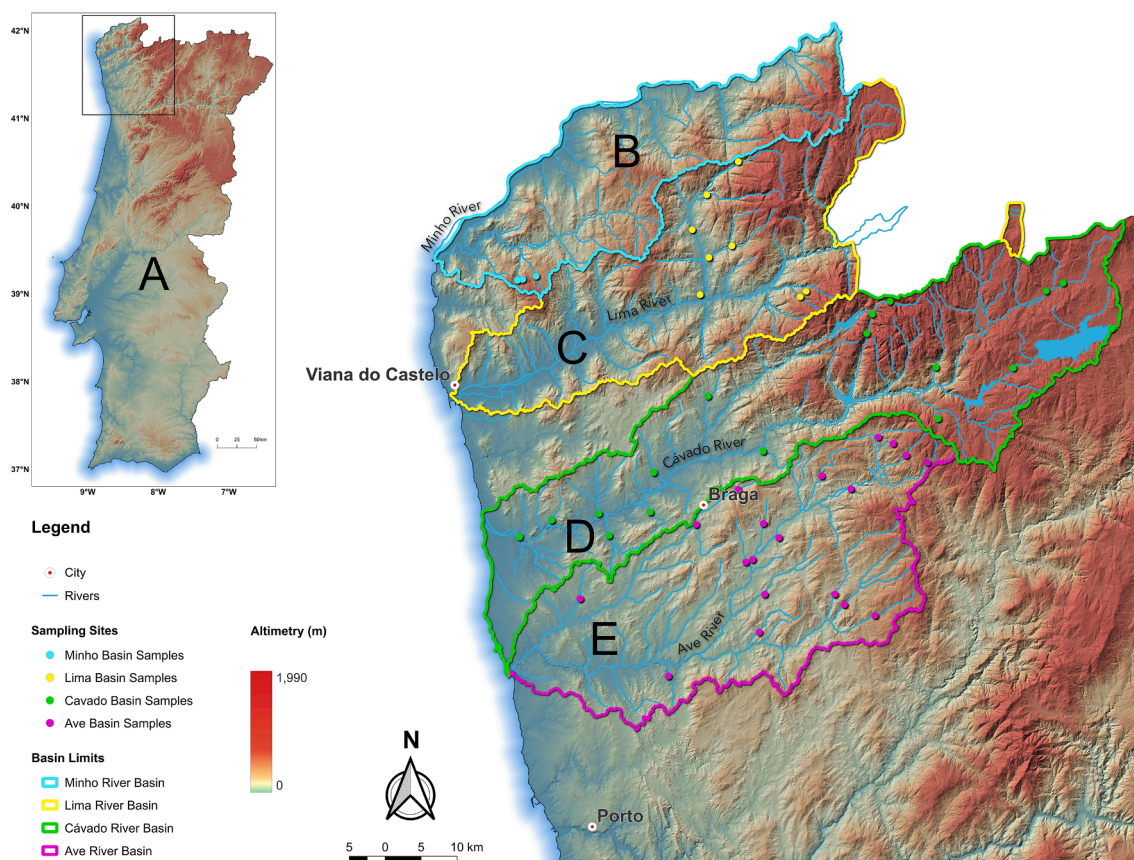 42°N
41°N
40°N
39°N
38°N
37°N
9°W 8°W 7°W
0 25 50 km
A
B
C
D
E
Minho River
Lima River
Cávado River
Ave River
Viana do Castelo
Braga
Porto
Legend
City
Rivers
Sampling Sites
Minho Basin Samples
Lima Basin Samples
Cavado Basin Samples
Ave Basin Samples
Basin Limits
Minho River Basin
Lima River Basin
Cávado River Basin
Ave River Basin
Altimetry (m)
1,990
0
N
5 0 5 10 km